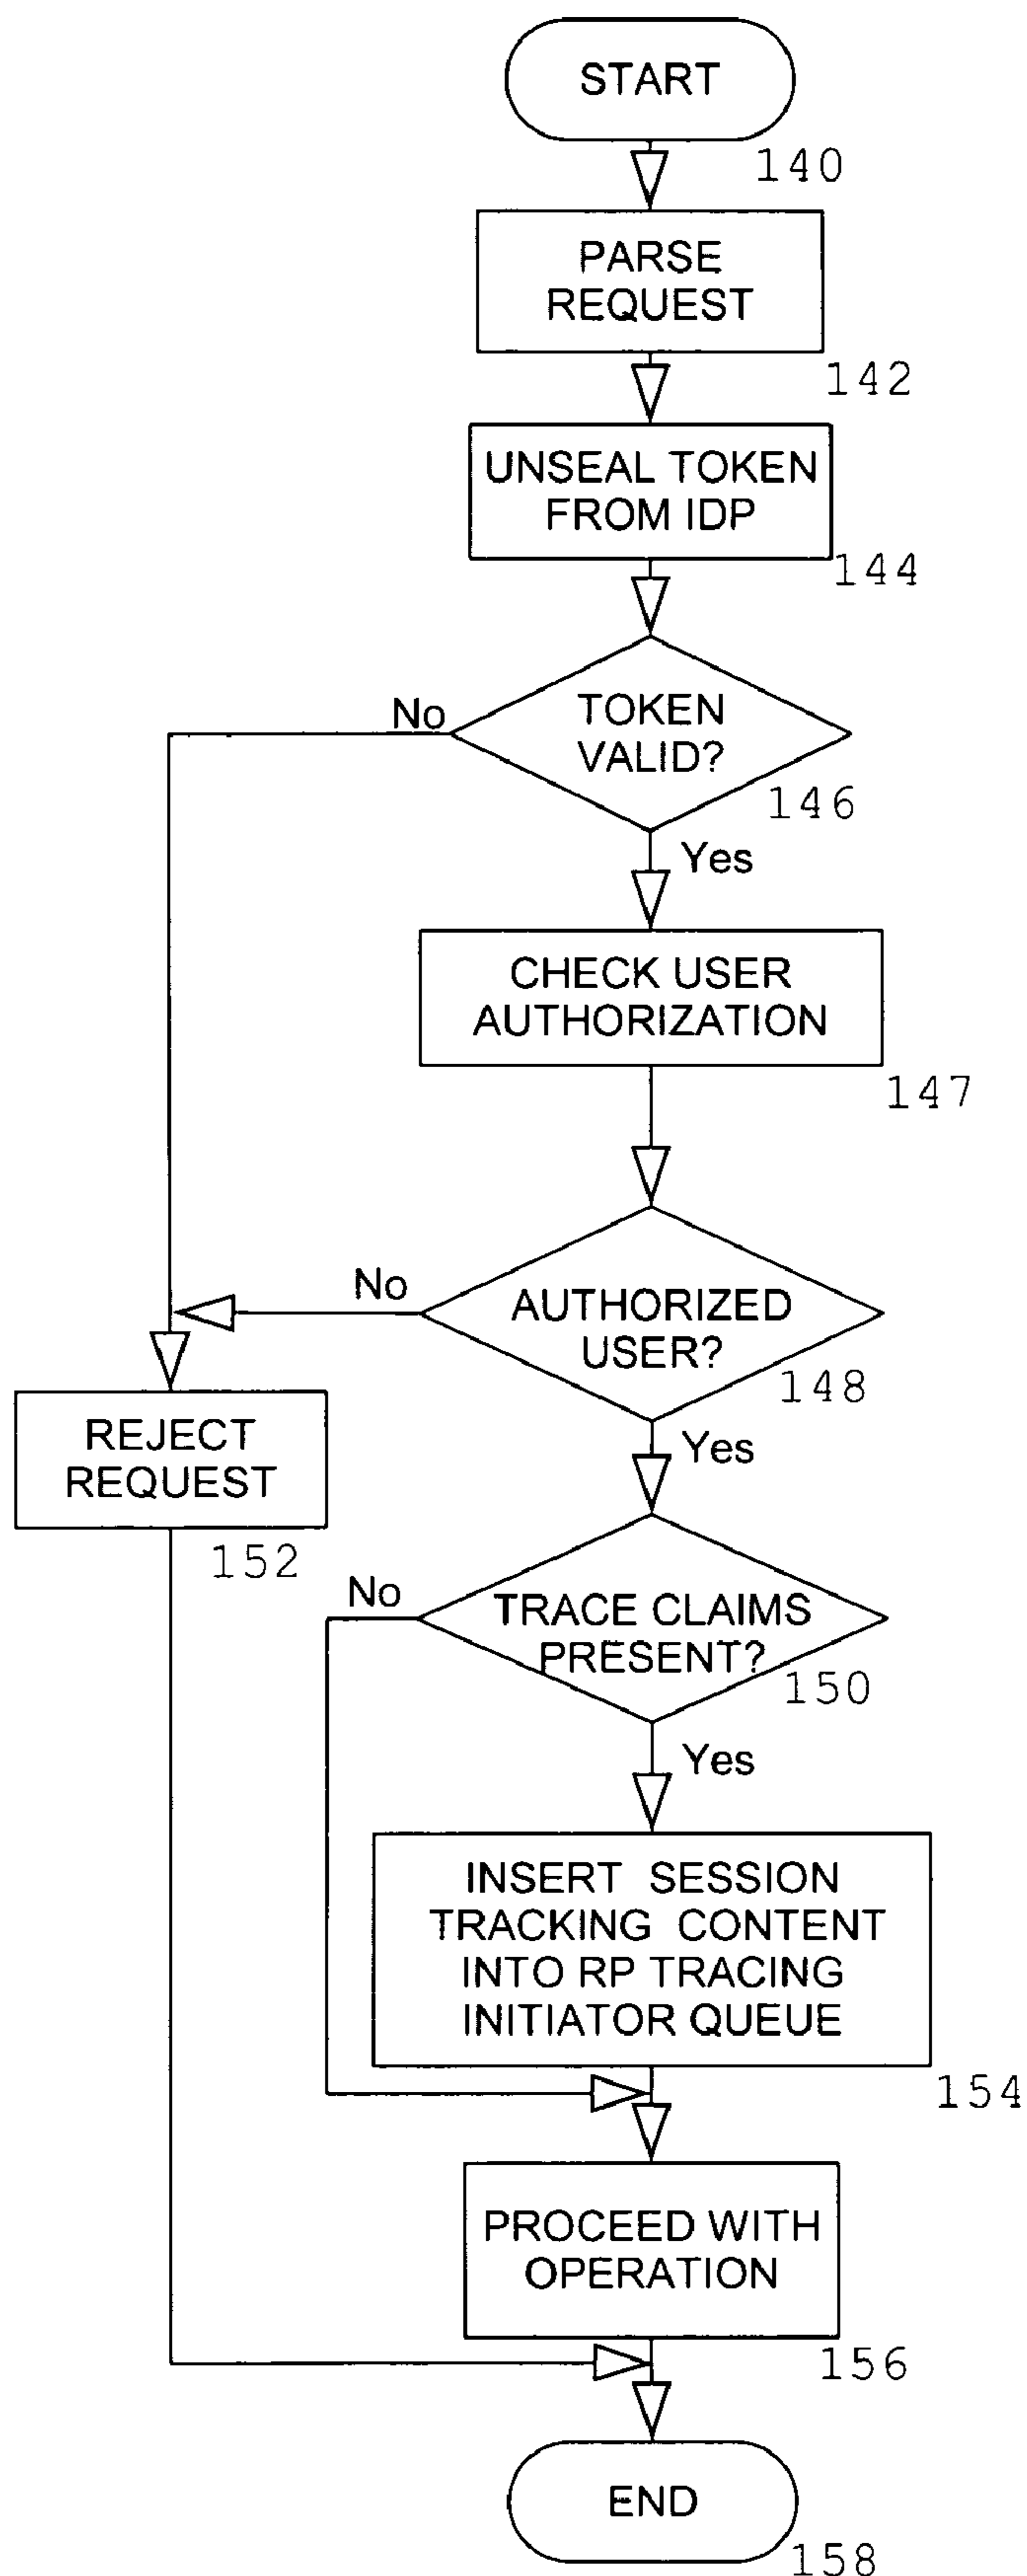 START
140
PARSE
REQUEST
142
UNSEAL TOKEN
FROM IDP
144
No
TOKEN
VALID?
146
Yes
CHECK USER
AUTHORIZATION
147
No
AUTHORIZED
USER?
148
Yes
REJECT
REQUEST
152
No
TRACE CLAIMS
PRESENT?
150
Yes
INSERT SESSION
TRACKING CONTENT
INTO RP TRACING
INITIATOR QUEUE
154
PROCEED WITH
OPERATION
156
END
158